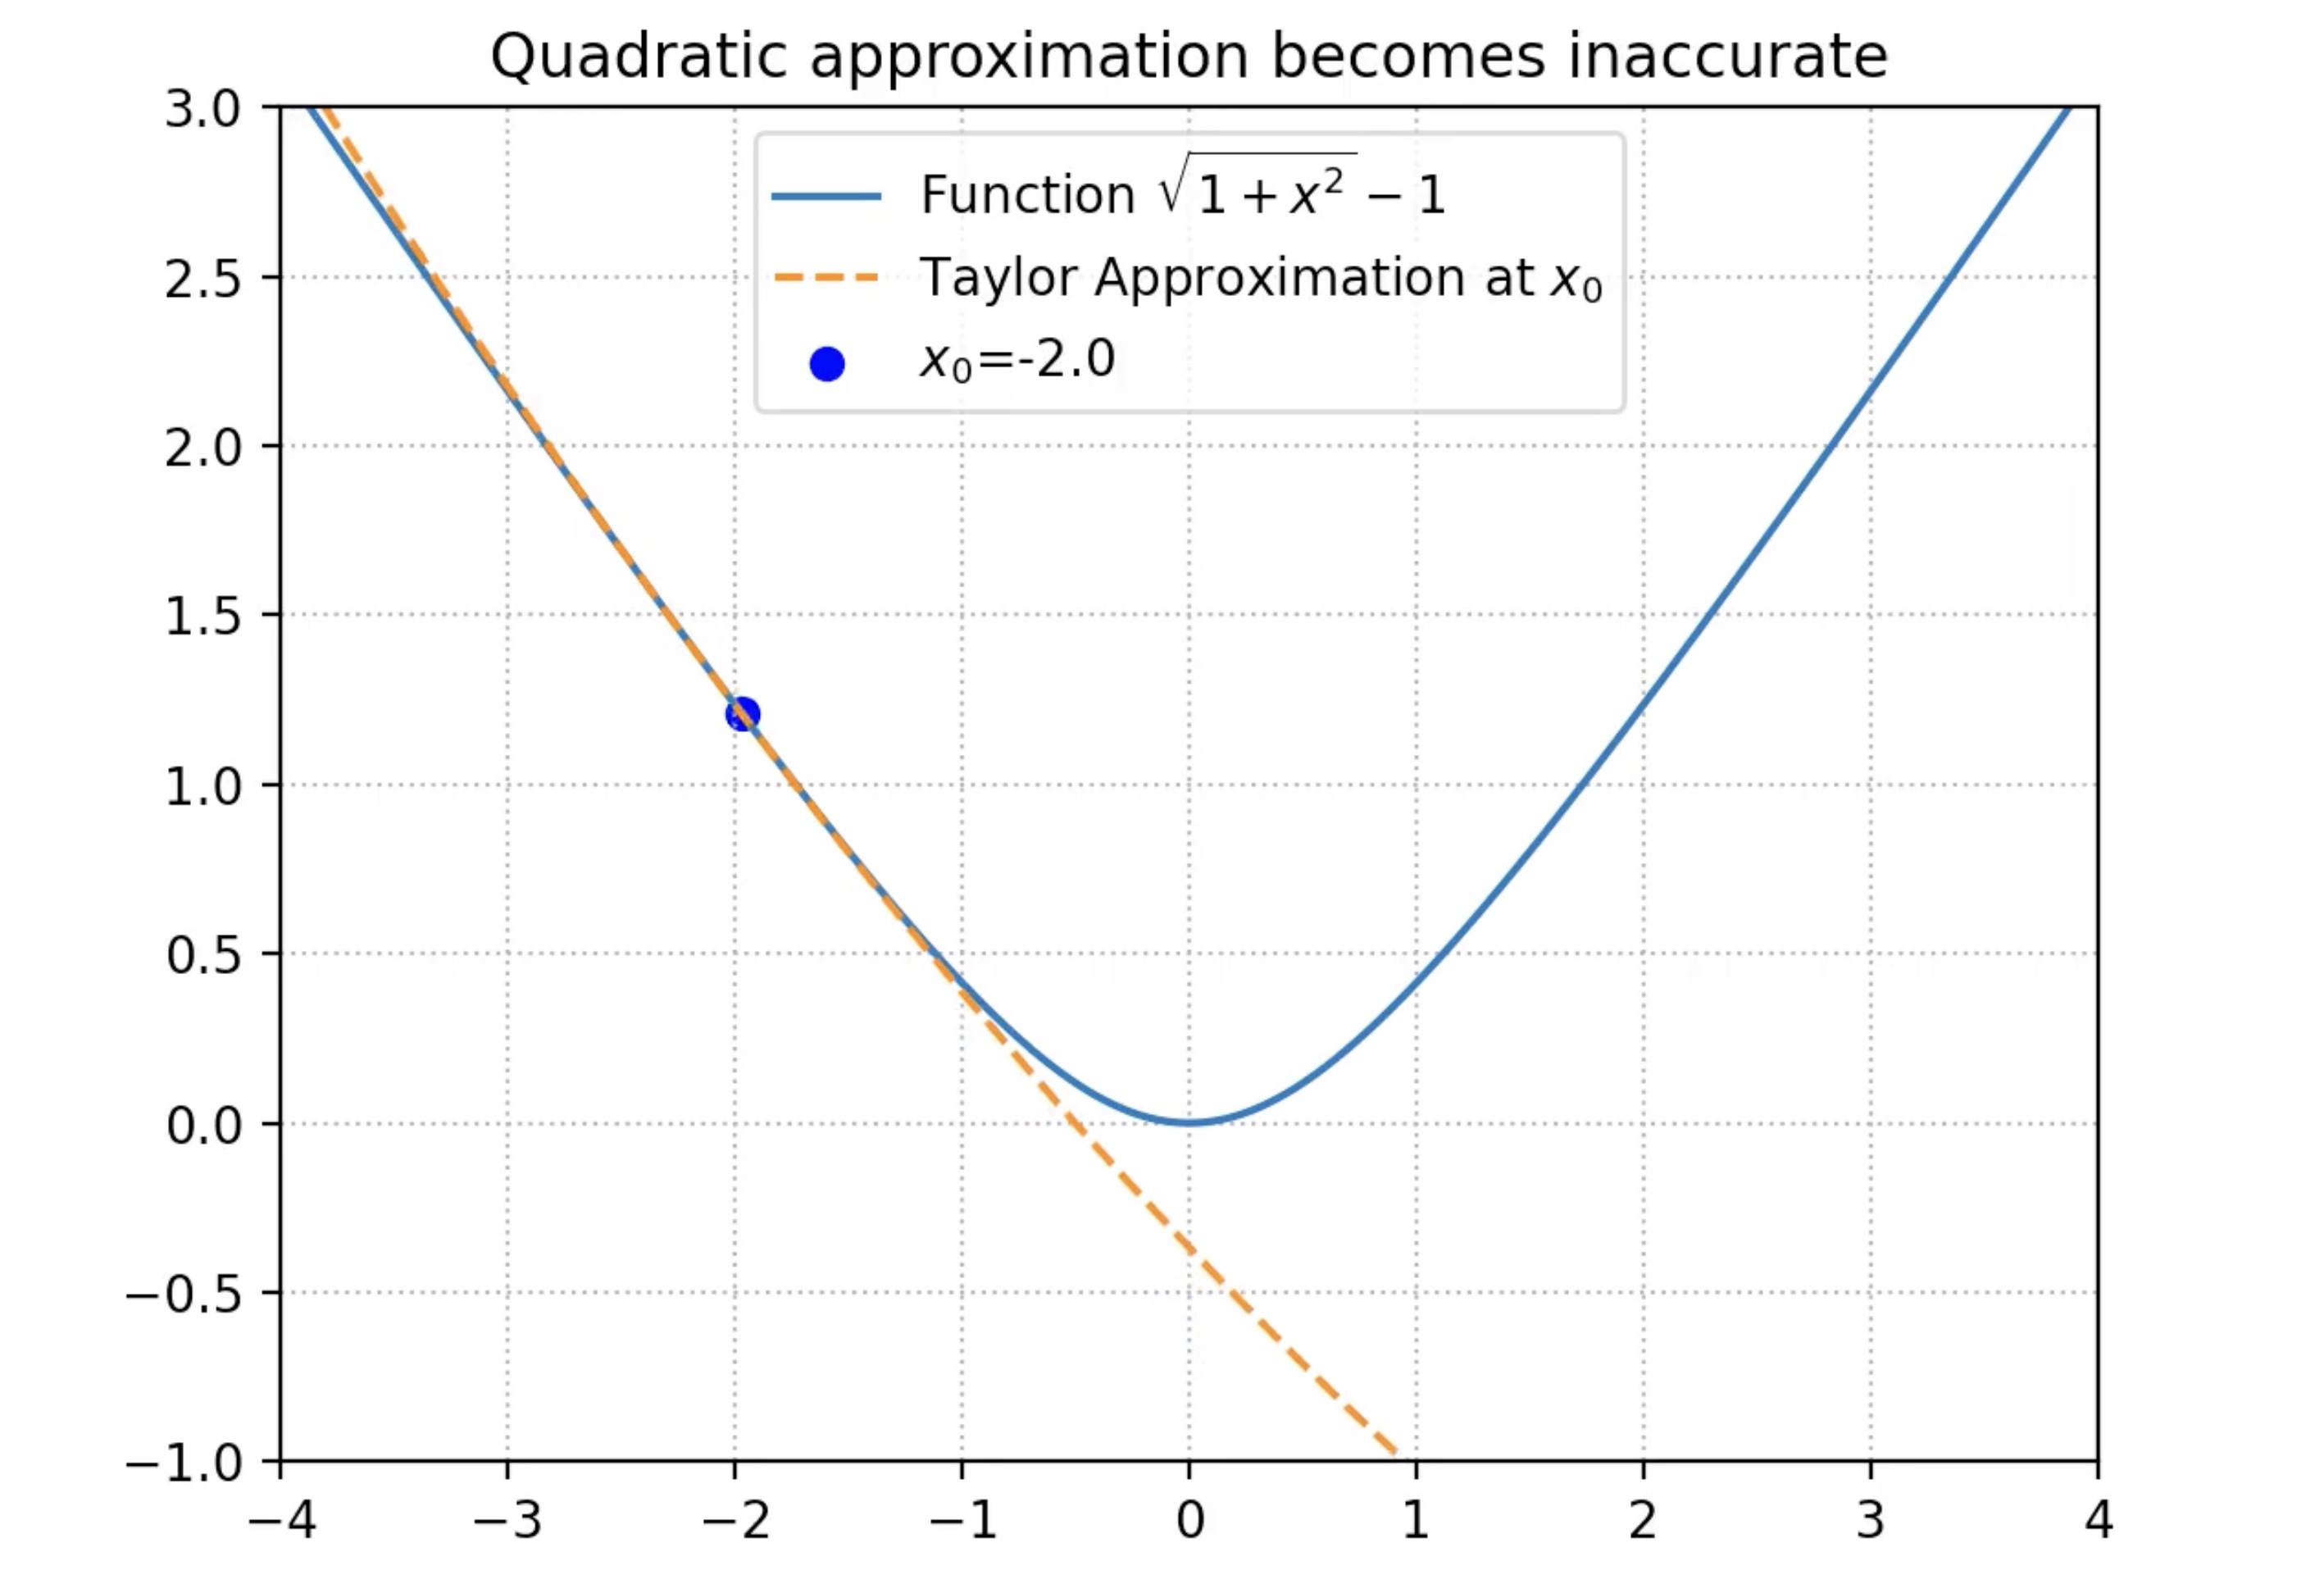 Quadratic approximation becomes inaccurate
Function √1 + x² − 1
Taylor Approximation at x₀
x₀=-2.0
3.0
2.5
2.0
1.5
1.0
0.5
0.0
−0.5
−1.0
−4 −3 −2 −1 0 1 2 3 4